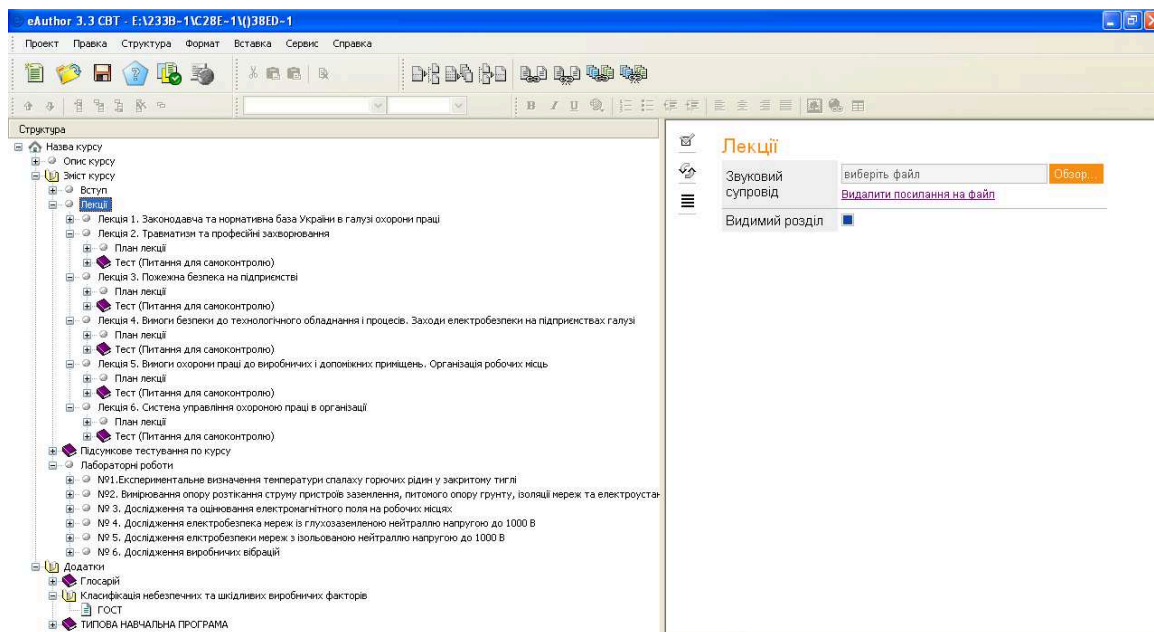 eAuthor 3.3 CBT - E:\233B~1\C28E~1\()38ED~1
Проект Правка Структура Формат Вставка Сервис Справка
B I U
Структура
Назва курсу
Опис курсу
Зміст курсу
Вступ
Лекції
Лекція 1. Законодавча та нормативна база України в галузі охорони праці
Лекція 2. Травматизм та професійні захворювання
План лекції
Тест (Питання для самоконтролю)
Лекція 3. Пожежна безпека на підприємстві
План лекції
Тест (Питання для самоконтролю)
Лекція 4. Вимоги безпеки до технологічного обладнання і процесів. Заходи електробезпеки на підприємствах галузі
План лекції
Тест (Питання для самоконтролю)
Лекція 5. Вимоги охорони праці до виробничих і допоміжних приміщень. Організація робочих місць
План лекції
Тест (Питання для самоконтролю)
Лекція 6. Система управління охороною праці в організації
План лекції
Тест (Питання для самоконтролю)
Підсумкове тестування по курсу
Лабораторні роботи
№1.Експериментальне визначення температури спалаху горючих рідин у закритому тиглі
№2. Вимірювання опору розтікання струму пристроїв заземлення, питомого опору грунту, ізоляції мереж та електроустан
№ 3. Дослідження та оцінювання електромагнітного поля на робочих місцях
№ 4. Дослідження електробезпека мереж із глухозаземленою нейтраллю напругою до 1000 В
№ 5. Дослідження елктробезпеки мереж з ізольованою нейтраллю напругою до 1000 В
№ 6. Дослідження виробничих вібрацій
Додатки
Глосарій
Класифікація небезпечних та шкідливих виробничих факторів
ГОСТ
ТИПОВА НАВЧАЛЬНА ПРОГРАМА
Лекції
Звуковий супровід
виберіть файл Обзор...
Видалити посилання на файл
Видимий розділ